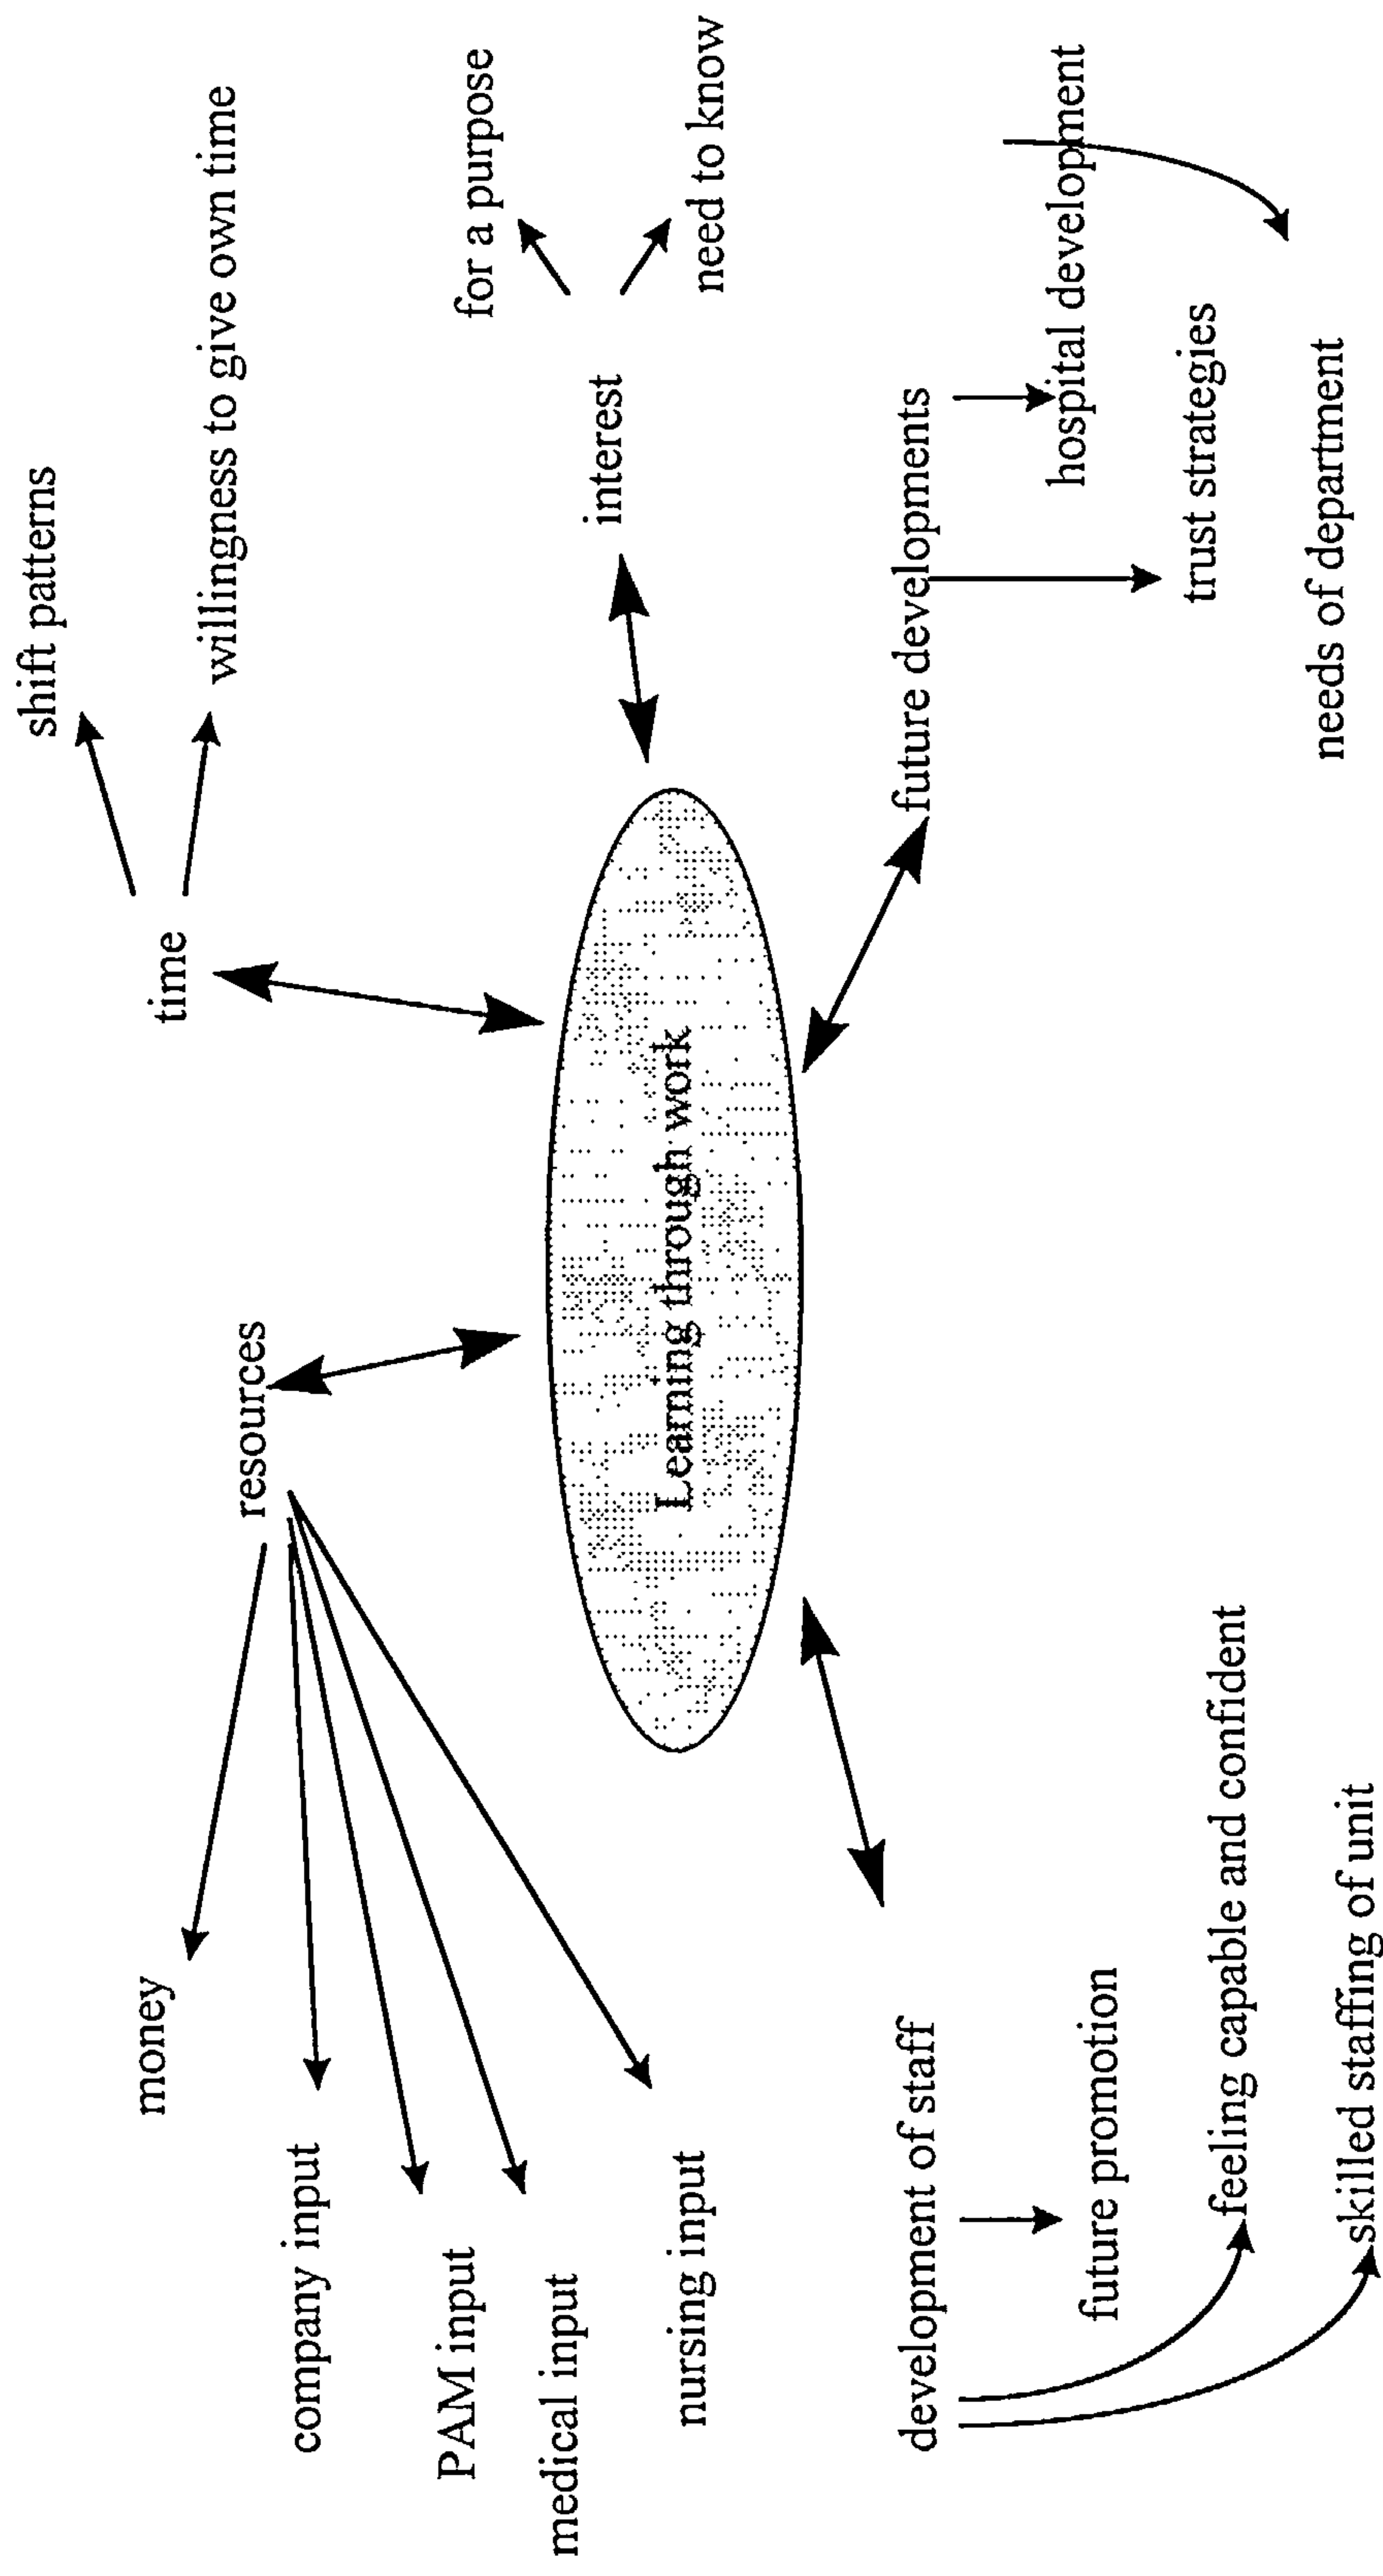 shift patterns
time
willingness to give own time
resources
money
company input
PAM input
medical input
nursing input
for a purpose
interest
need to know
Learning through work
future developments
hospital development
trust strategies
needs of department
development of staff
future promotion
feeling capable and confident
skilled staffing of unit